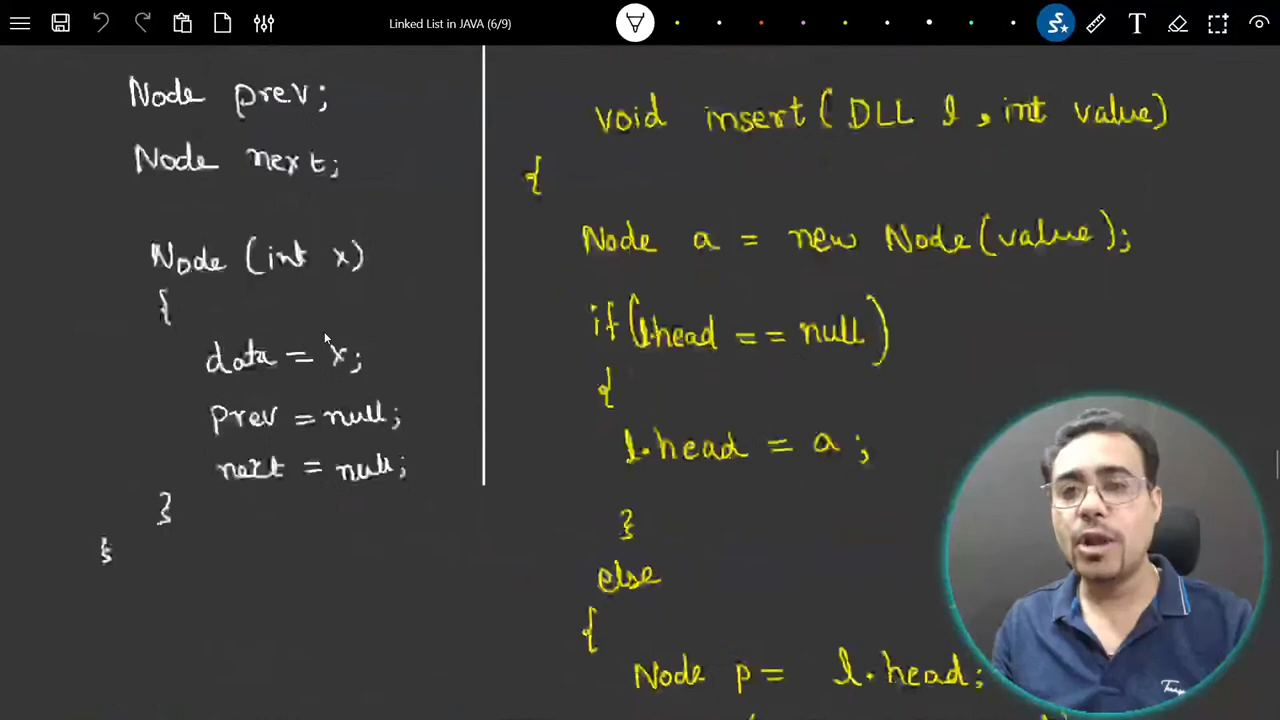 Linked List in JAVA (6/9)
Node prev;
Node next;
Node (int x)
{
data = x;
prev = null;
next = null;
}
}
void insert( DLL l , int value)
{
Node a = new Node(value);
if(l.head == null)
{
l.head = a ;
}
else
{
Node p = l.head;